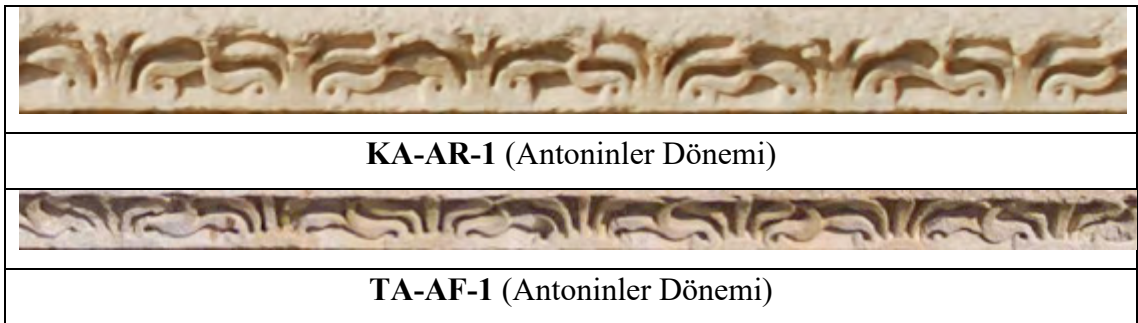 KA-AR-1 (Antoninler Dönemi)
TA-AF-1 (Antoninler Dönemi)